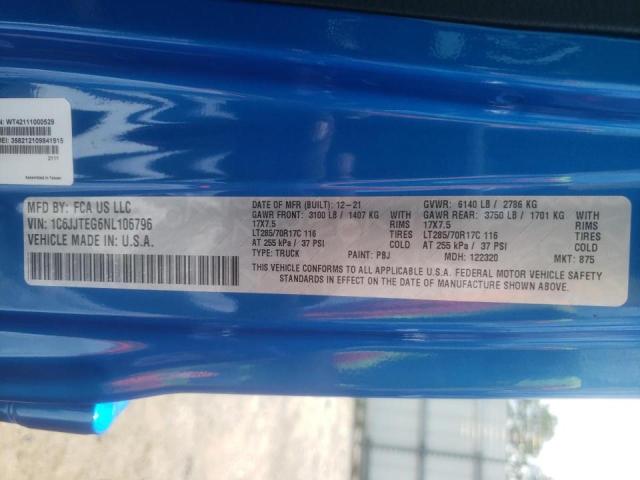 N: WT42111000529
MEI: 358212109841915
2111
Assembled in Taiwan
MFD BY: FCA US LLC
VIN: 1C6JJTEG6NL106796
VEHICLE MADE IN U.S.A.
DATE OF MFR (BUILT): 12-21 GVWR: 6140 LB / 2786 KG
GAWR FRONT: 3100 LB / 1407 KG WITH GAWR REAR: 3750 LB / 1701 KG WITH
17X7.5 RIMS 17X7.5 RIMS
LT285/70R17C 116 TIRES LT285/70R17C 116 TIRES
AT 255 kPa / 37 PSI COLD AT 255 kPa / 37 PSI COLD
TYPE: TRUCK PAINT: PBJ MDH: 122320 MKT: 875
THIS VEHICLE CONFORMS TO ALL APPLICABLE U.S.A. FEDERAL MOTOR VEHICLE SAFETY
STANDARDS IN EFFECT ON THE DATE OF MANUFACTURE SHOWN ABOVE.